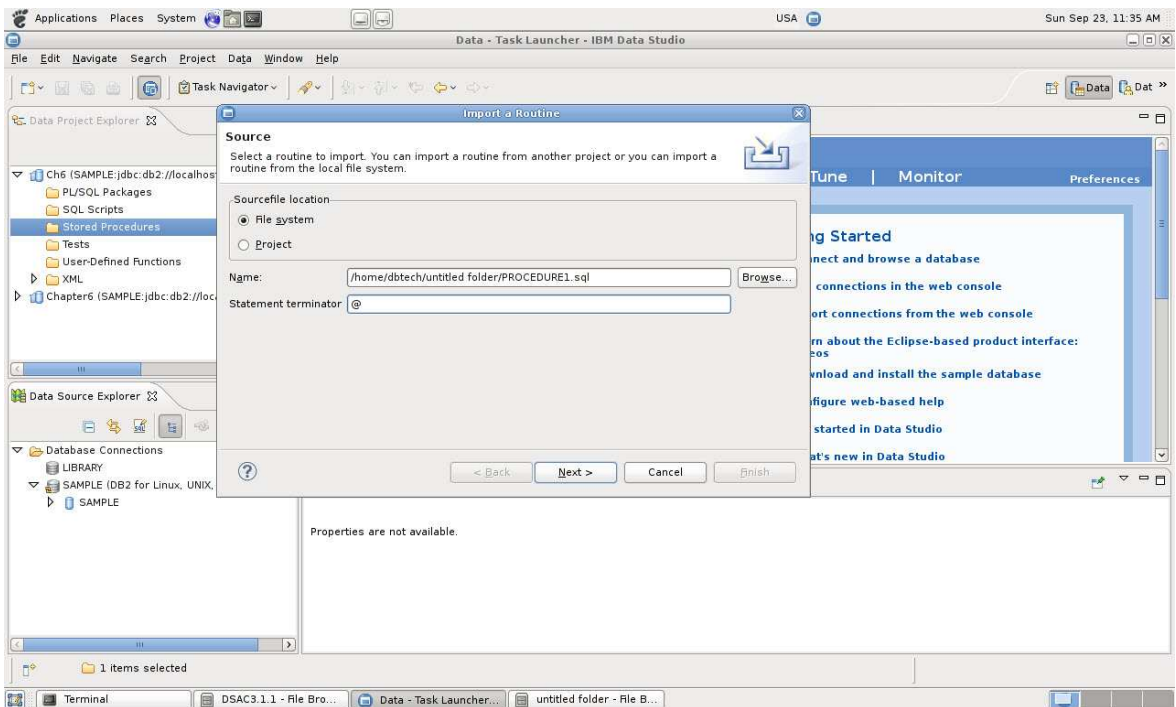 Applications Places System
USA
Sun Sep 23, 11:35 AM
Data - Task Launcher - IBM Data Studio
File Edit Navigate Search Project Data Window Help
Task Navigator
Data
Dat »
Data Project Explorer
Ch6 (SAMPLE:jdbc:db2://localhos
PL/SQL Packages
SQL Scripts
Stored Procedures
Tests
User-Defined Functions
XML
Chapter6 (SAMPLE:jdbc:db2://loca
Import a Routine
Source
Select a routine to import. You can import a routine from another project or you can import a
routine from the local file system.
Sourcefile location
File system
Project
Name:
/home/dbtech/untitled folder/PROCEDURE1.sql
Browse...
Statement terminator
@
?
< Back
Next >
Cancel
Finish
Tune | Monitor
Preferences
ng Started
nnect and browse a database
connections in the web console
ort connections from the web console
rn about the Eclipse-based product interface:
eos
wnload and install the sample database
figure web-based help
started in Data Studio
at's new in Data Studio
Data Source Explorer
Database Connections
LIBRARY
SAMPLE (DB2 for Linux, UNIX,
SAMPLE
Properties are not available.
1 items selected
Terminal
DSAC3.1.1 - File Bro...
Data - Task Launcher...
untitled folder - File B...